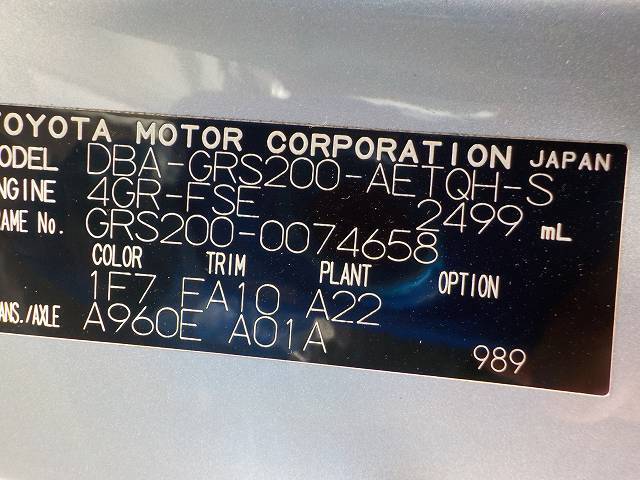 TOYOTA MOTOR CORPORATION JAPAN
MODEL DBA-GRS200-AETQH-S
ENGINE 4GR-FSE 2499 mL
FRAME No. GRS200-0074658
COLOR TRIM PLANT OPTION
1F7 FA10 A22
TRANS./AXLE A960E A01A
989